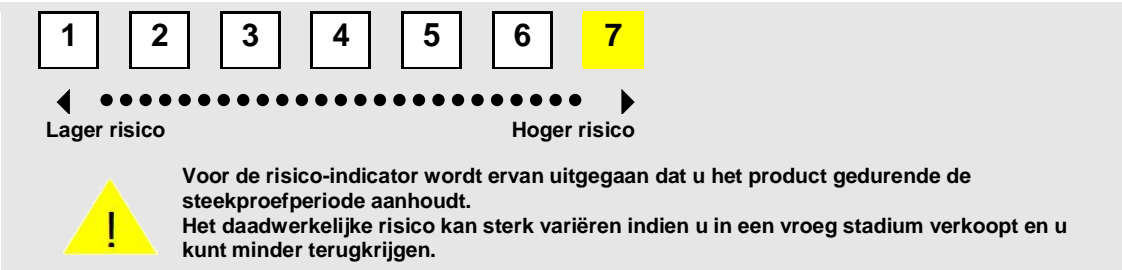 1 2 3 4 5 6 7
Lager risico Hoger risico
Voor de risico-indicator wordt ervan uitgegaan dat u het product gedurende de
steekproefperiode aanhoudt.
Het daadwerkelijke risico kan sterk variëren indien u in een vroeg stadium verkoopt en u
kunt minder terugkrijgen.
!